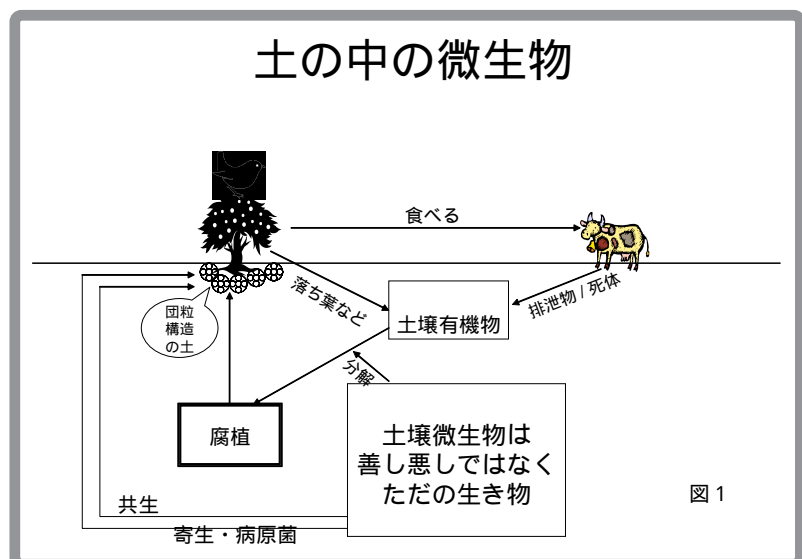 土の中の微生物
食べる
団粒
構造
の土
落ち葉など
排泄物 / 死体
土壌有機物
分解
腐植
土壌微生物は
善し悪しではなく
ただの生き物
図 1
共生
寄生・病原菌